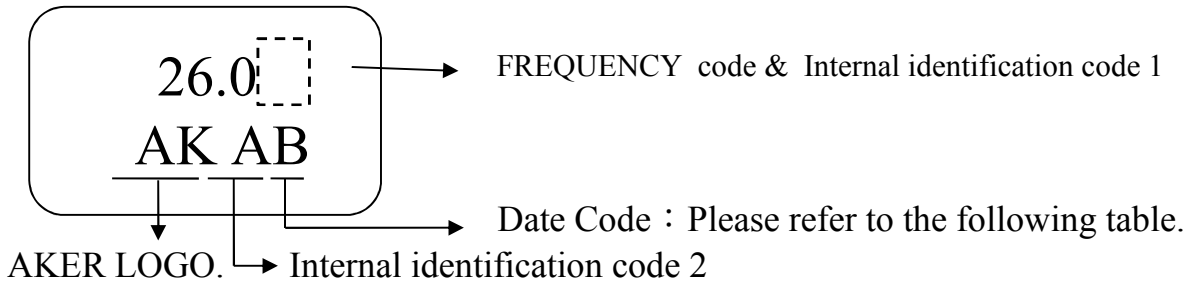 26.0
FREQUENCY code & Internal identification code 1
AK AB
Date Code：Please refer to the following table.
AKER LOGO.
Internal identification code 2